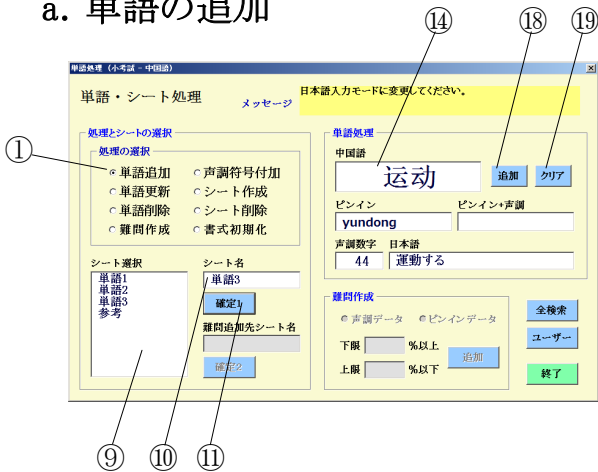 a. 単語の追加
⑭ ⑱ ⑲
単語処理 (小考試 - 中国語)
単語・シート処理
メッセージ
日本語入力モードに変更してください。
①
処理とシートの選択
処理の選択
単語追加 声調符号付加
単語更新 シート作成
単語削除 シート削除
難問作成 書式初期化
シート選択
単語1
単語2
単語3
参考
シート名
単語3
確定1
難問追加先シート名
確定2
単語処理
中国語
运动
追加 クリア
ピンイン ピンイン+声調
yundong
声調数字 日本語
44 運動する
難問作成
声調データ ピンインデータ
下限 %以上
上限 %以下
追加
全検索
ユーザー
終了
⑨ ⑩ ⑪